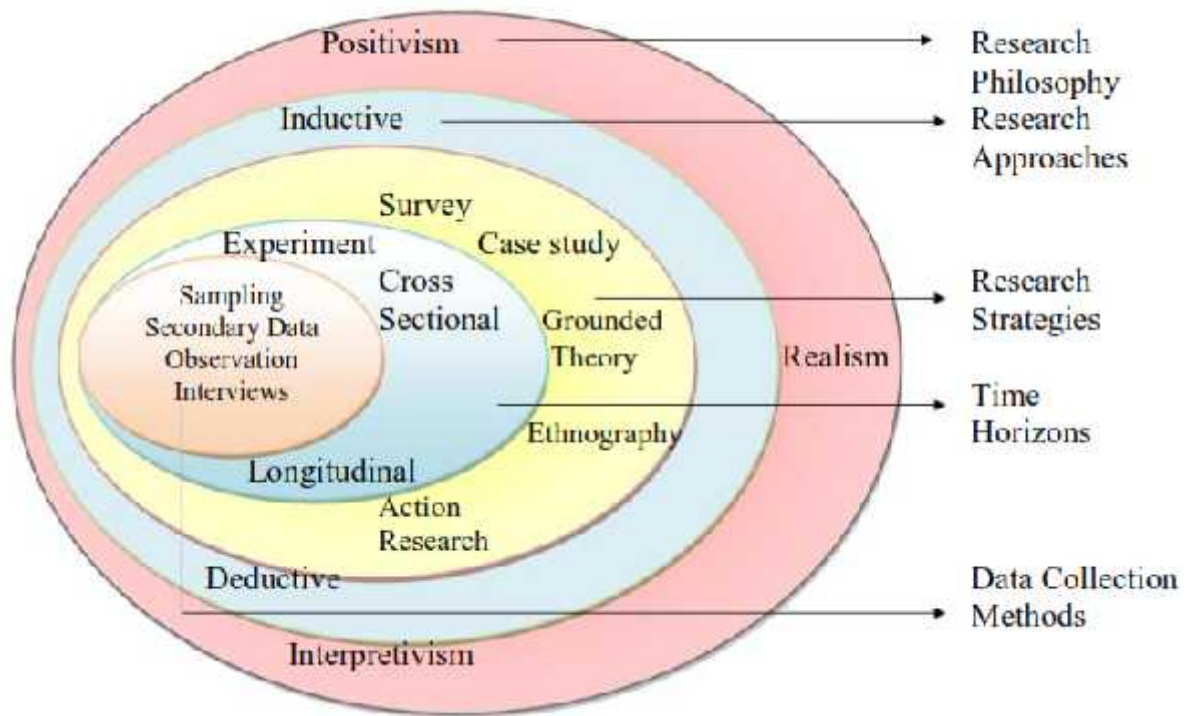 Positivism
Research
Philosophy
Inductive
Research
Approaches
Survey
Experiment
Case study
Cross
Sectional
Sampling
Secondary Data
Observation
Interviews
Grounded
Theory
Research
Strategies
Realism
Time
Horizons
Ethnography
Longitudinal
Action
Research
Deductive
Data Collection
Methods
Interpretivism